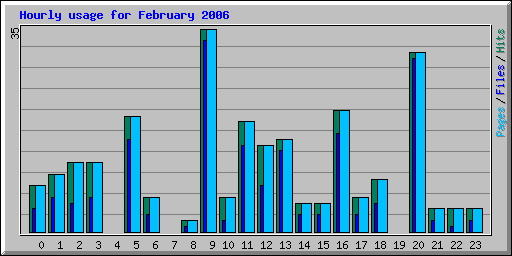 Hourly usage for February 2006
35
Pages / Files / Hits
0 1 2 3 4 5 6 7 8 9 10 11 12 13 14 15 16 17 18 19 20 21 22 23